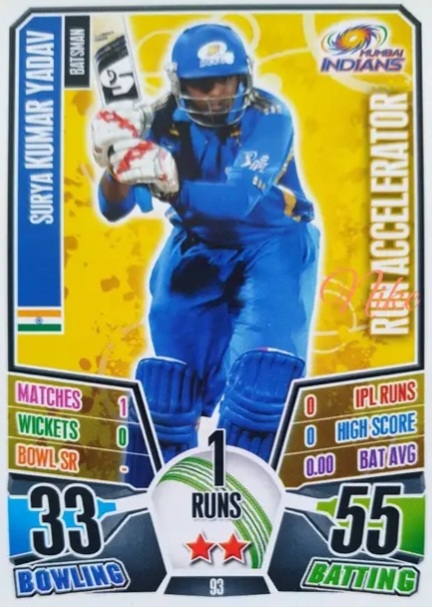 SURYA KUMAR YADAV
BATSMAN
MUMBAI
INDIANS
RUN ACCELERATOR
Nike
MATCHES 1
WICKETS 0
BOWL SR -
0 IPL RUNS
0 HIGH SCORE
0.00 BAT AVG
1
RUNS
33
BOWLING
55
BATTING
93